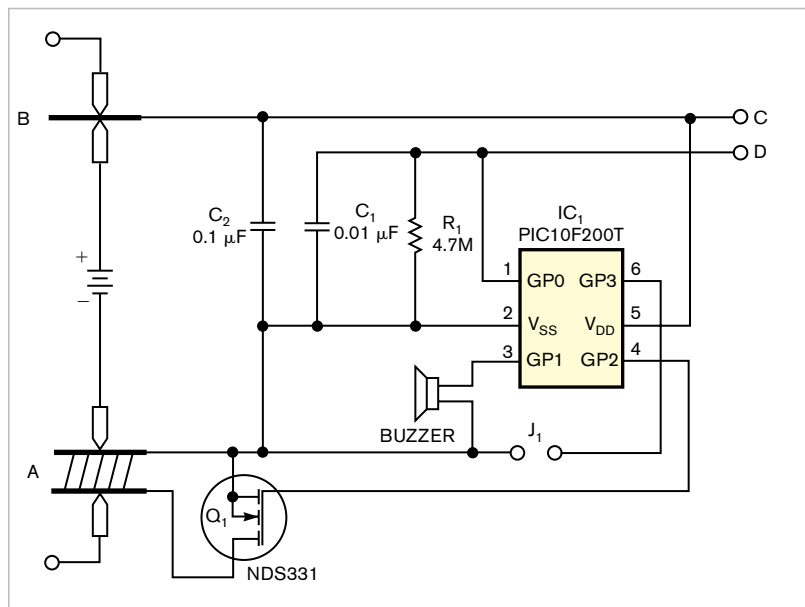 B
C
D
C2
0.1 µF
C1
0.01 µF
R1
4.7M
IC1
PIC10F200T
1 GP0 GP3 6
2 VSS VDD 5
3 GP1 GP2 4
+
−
BUZZER
J1
A
Q1
NDS331